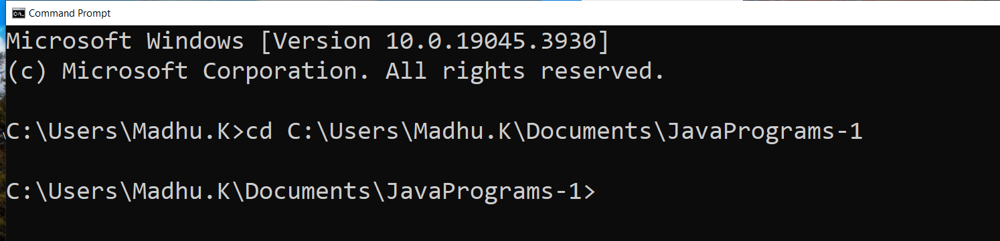 Command Prompt
Microsoft Windows [Version 10.0.19045.3930]
(c) Microsoft Corporation. All rights reserved.
C:\Users\Madhu.K>cd C:\Users\Madhu.K\Documents\JavaPrograms-1
C:\Users\Madhu.K\Documents\JavaPrograms-1>